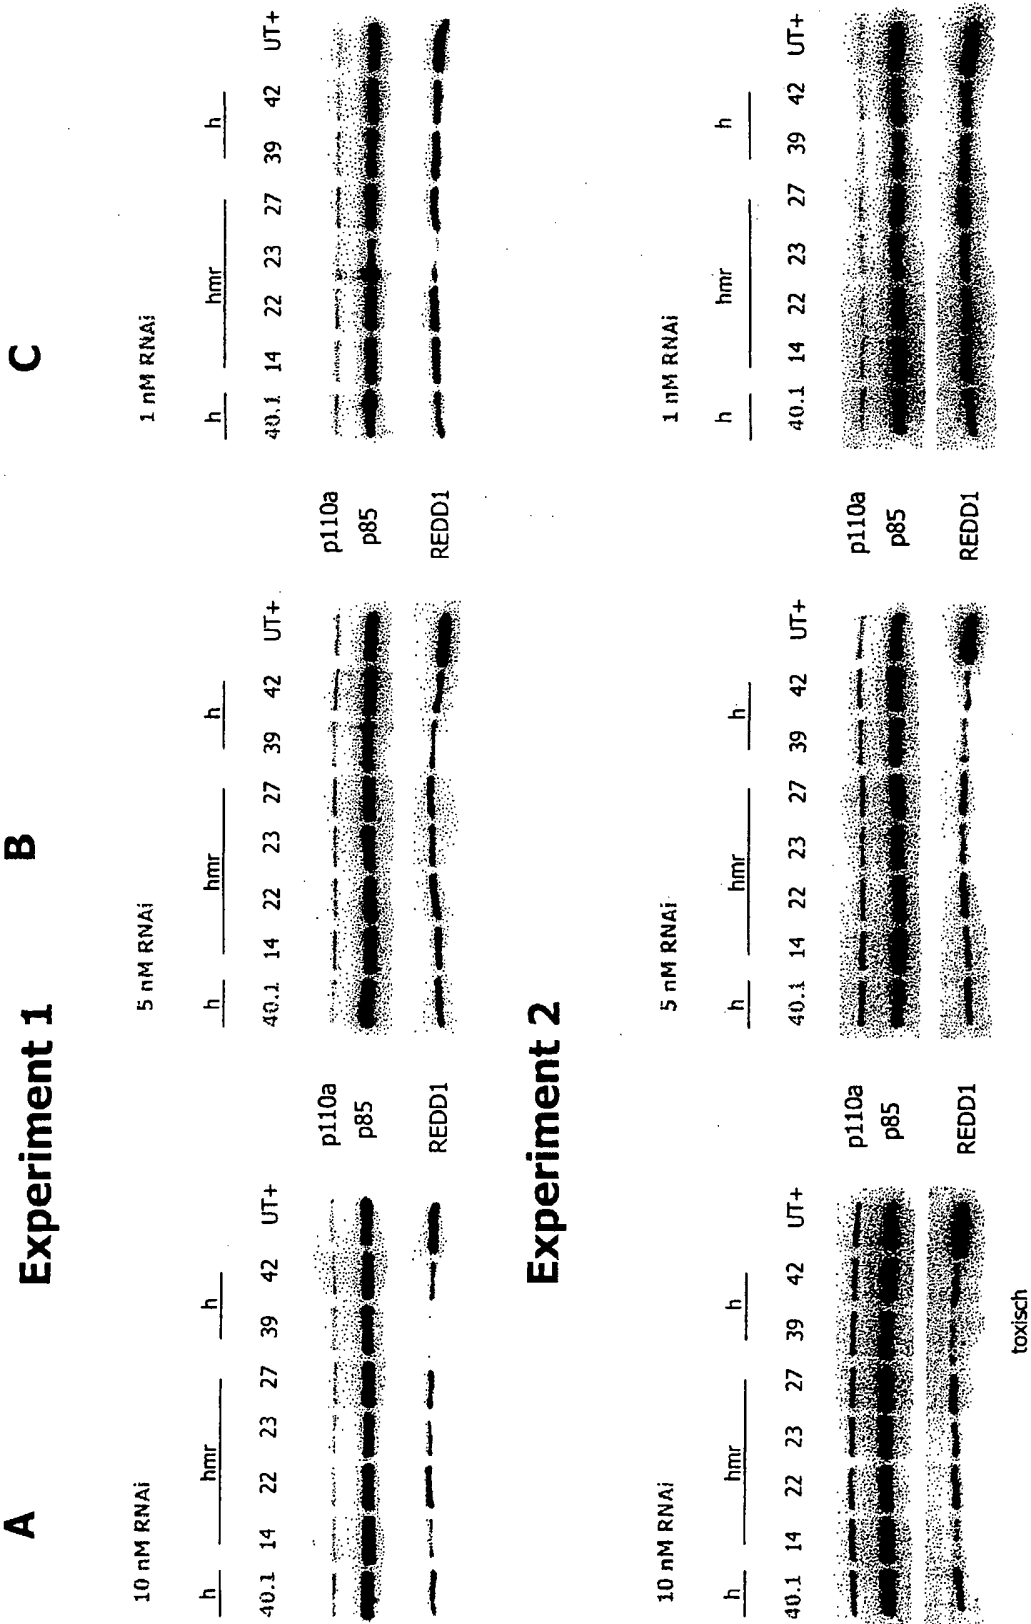 A
B
C
Experiment 1
10 nM RNAi
5 nM RNAi
1 nM RNAi
h hmr h
h hmr h
h hmr h
40.1 14 22 23 27 39 42 UT+
40.1 14 22 23 27 39 42 UT+
40.1 14 22 23 27 39 42 UT+
p110a
p85
REDD1
p110a
p85
REDD1
Experiment 2
10 nM RNAi
5 nM RNAi
1 nM RNAi
h hmr h
h hmr h
h hmr h
40.1 14 22 23 27 39 42 UT+
40.1 14 22 23 27 39 42 UT+
40.1 14 22 23 27 39 42 UT+
p110a
p85
REDD1
p110a
p85
REDD1
toxisch